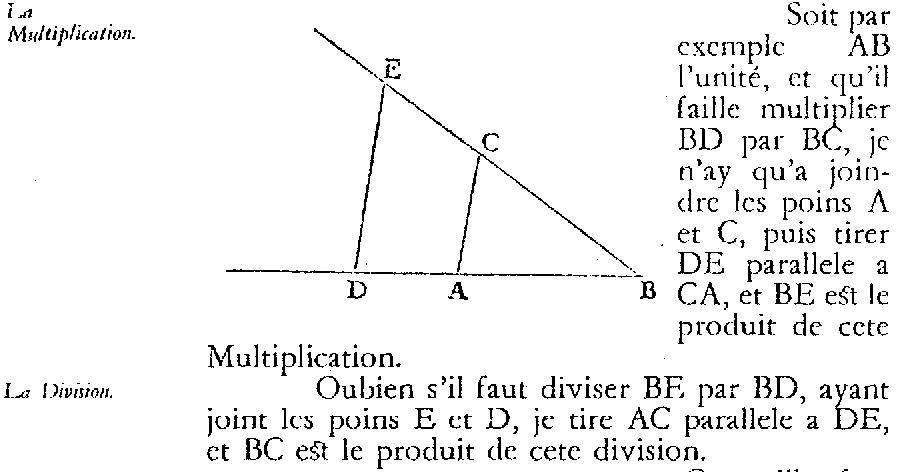 La
Multiplication.
Soit par
exemple AB
l'unité, et qu'il
faille multiplier
BD par BC, je
n'ay qu'a join-
dre les poins A
et C, puis tirer
DE parallele a
CA, et BE est le
produit de cete
Multiplication.
E
C
D A B
La Division.
Oubien s'il faut diviser BE par BD, ayant
joint les poins E et D, je tire AC parallele a DE,
et BC est le produit de cete division.